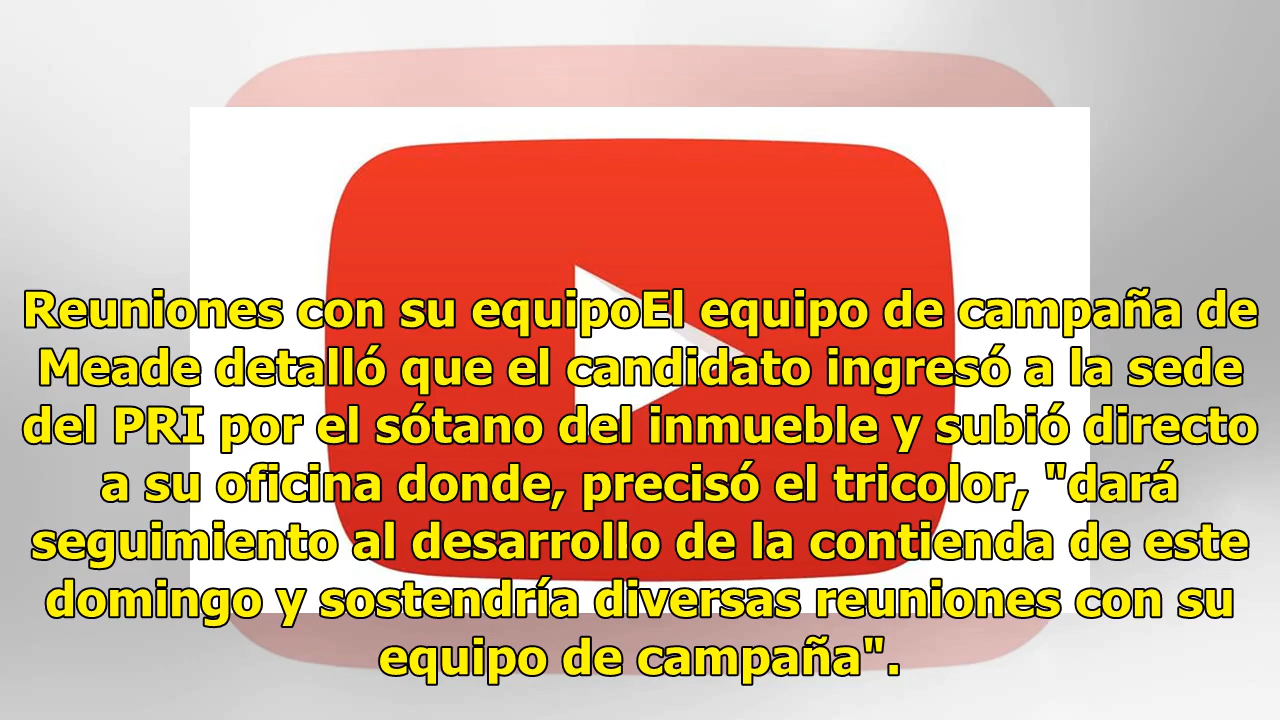 Reuniones con su equipoEl equipo de campaña de
Meade detalló que el candidato ingresó a la sede
del PRI por el sótano del inmueble y subió directo
a su oficina donde, precisó el tricolor, "dará
seguimiento al desarrollo de la contienda de este
domingo y sostendría diversas reuniones con su
equipo de campaña".